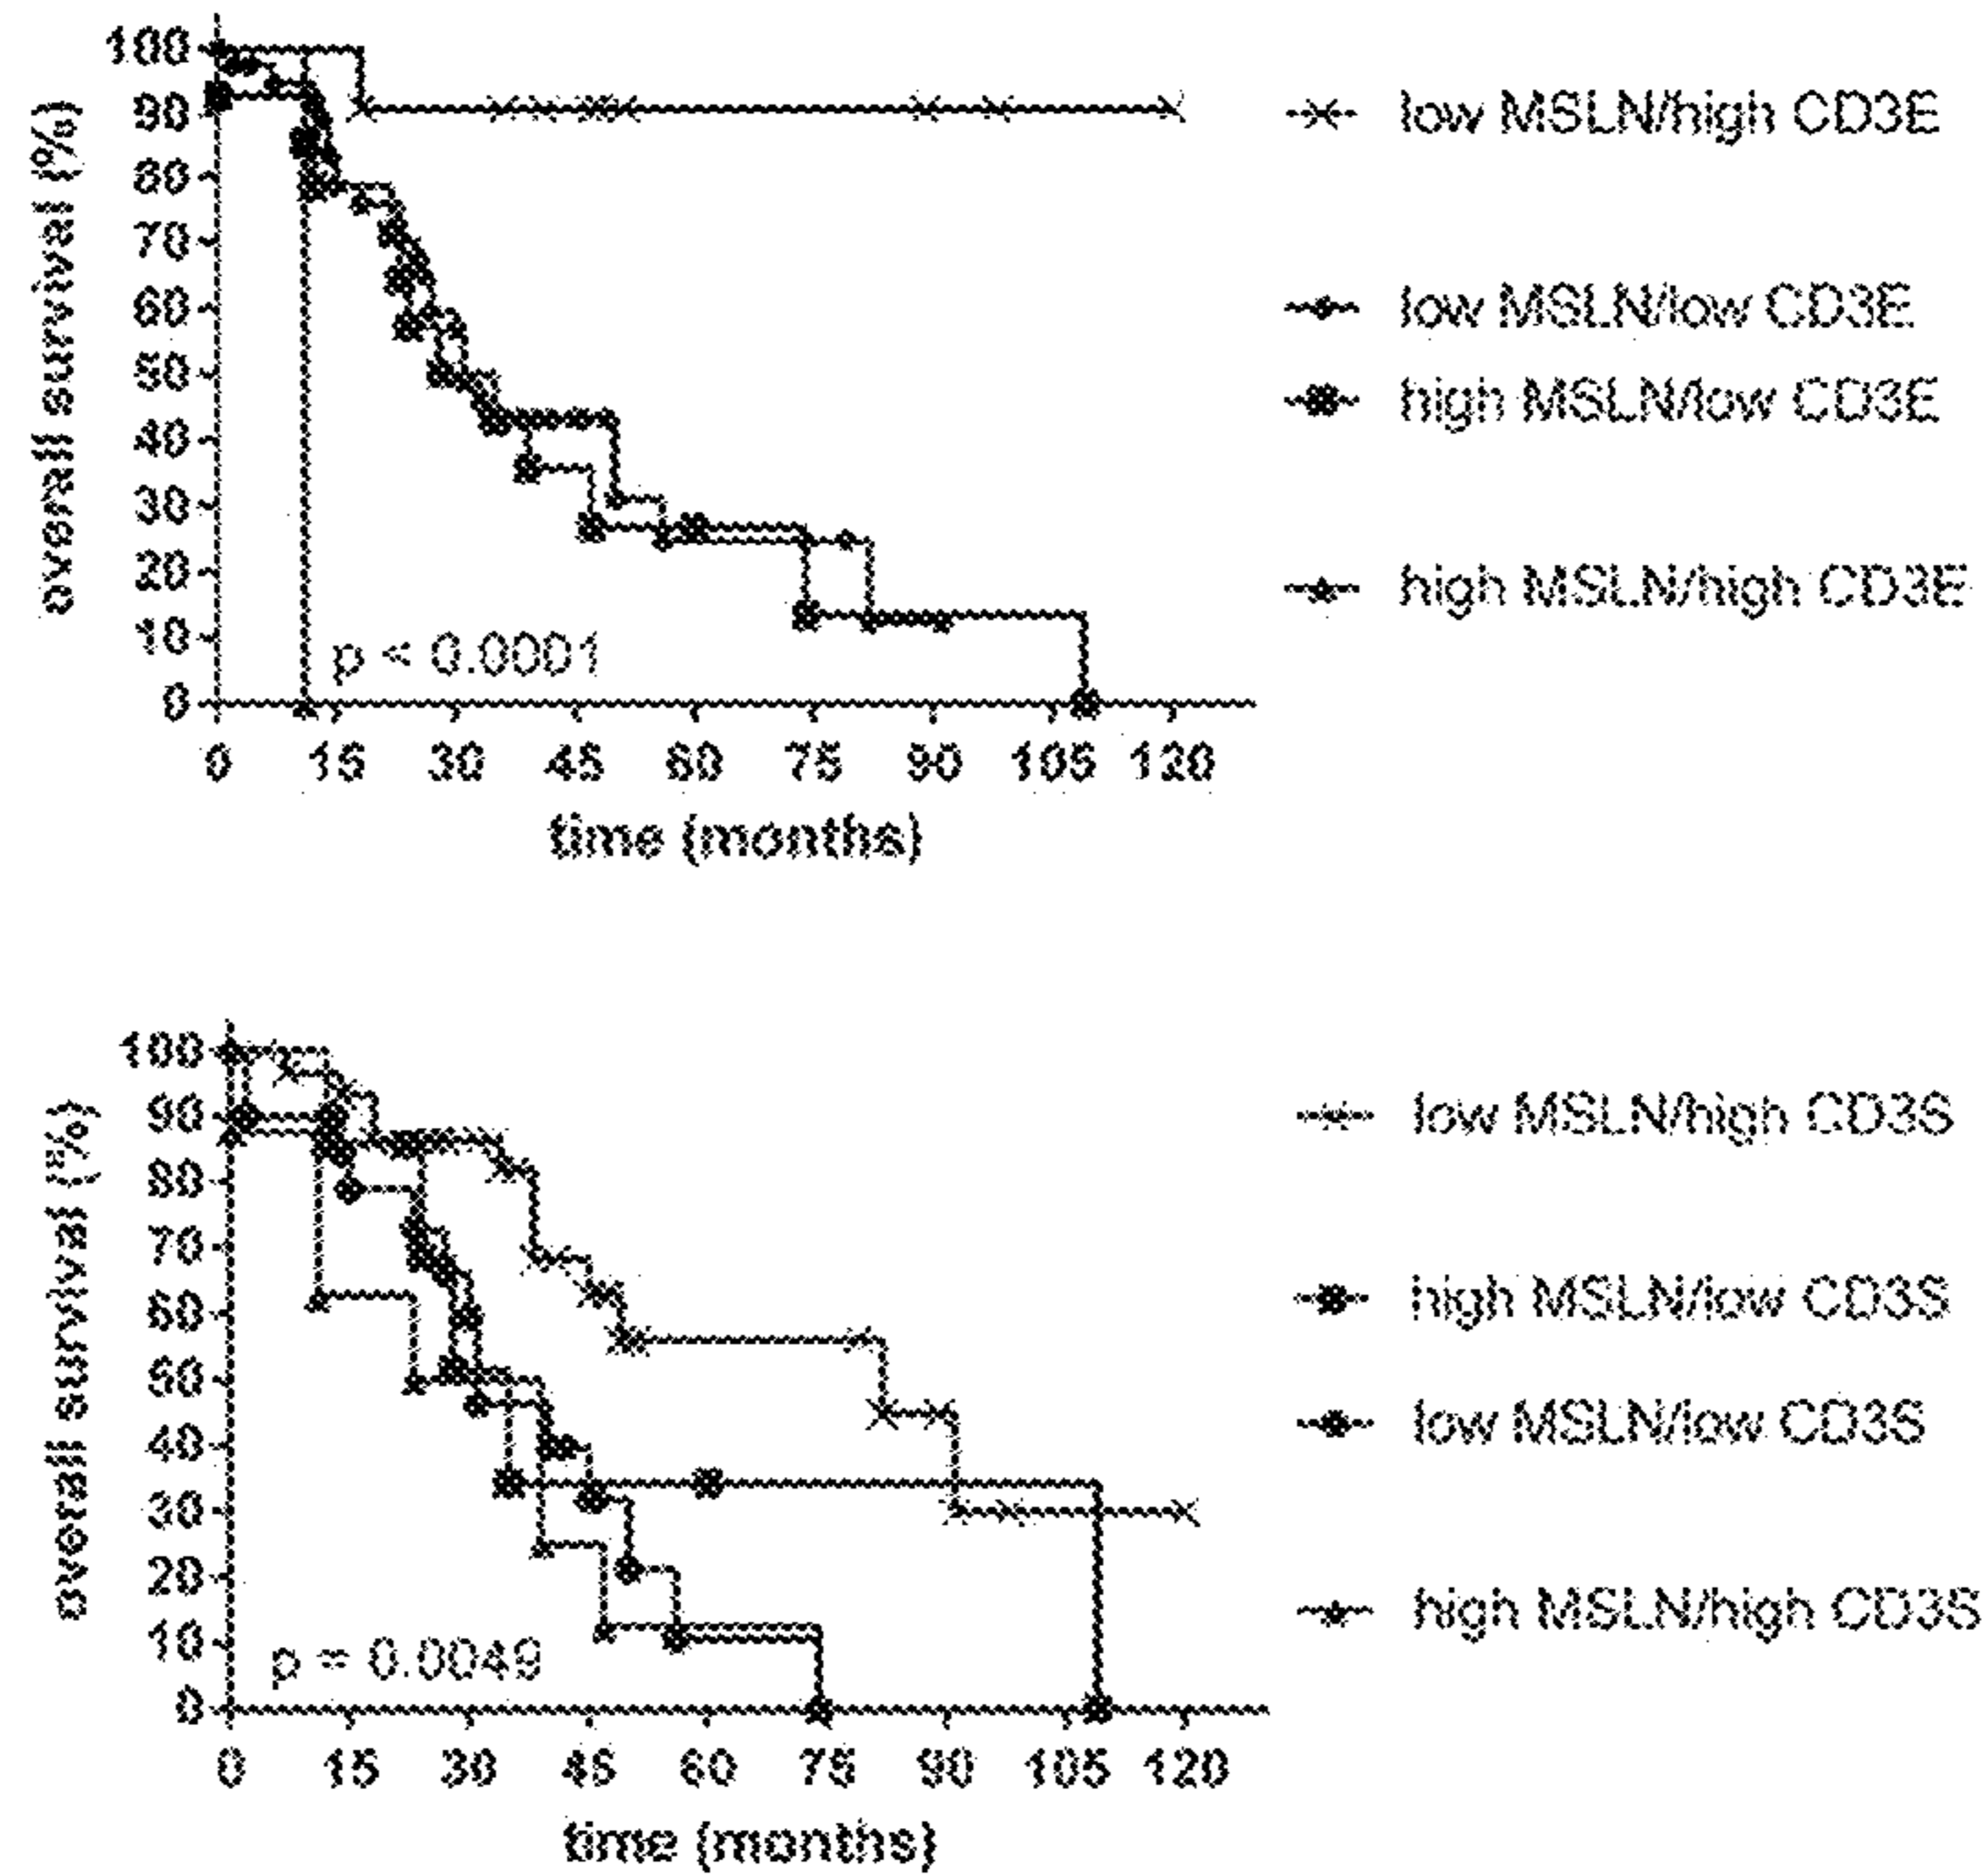 100
90
80
70
60
50
40
30
20
10
0
overall survival (%)
p < 0.0001
0 15 30 45 60 75 90 105 120
time (months)
low MSLN/high CD3E
low MSLN/low CD3E
high MSLN/low CD3E
high MSLN/high CD3E
100
90
80
70
60
50
40
30
20
10
0
overall survival (%)
p = 0.0049
0 15 30 45 60 75 90 105 120
time (months)
low MSLN/high CD3S
high MSLN/low CD3S
low MSLN/low CD3S
high MSLN/high CD3S